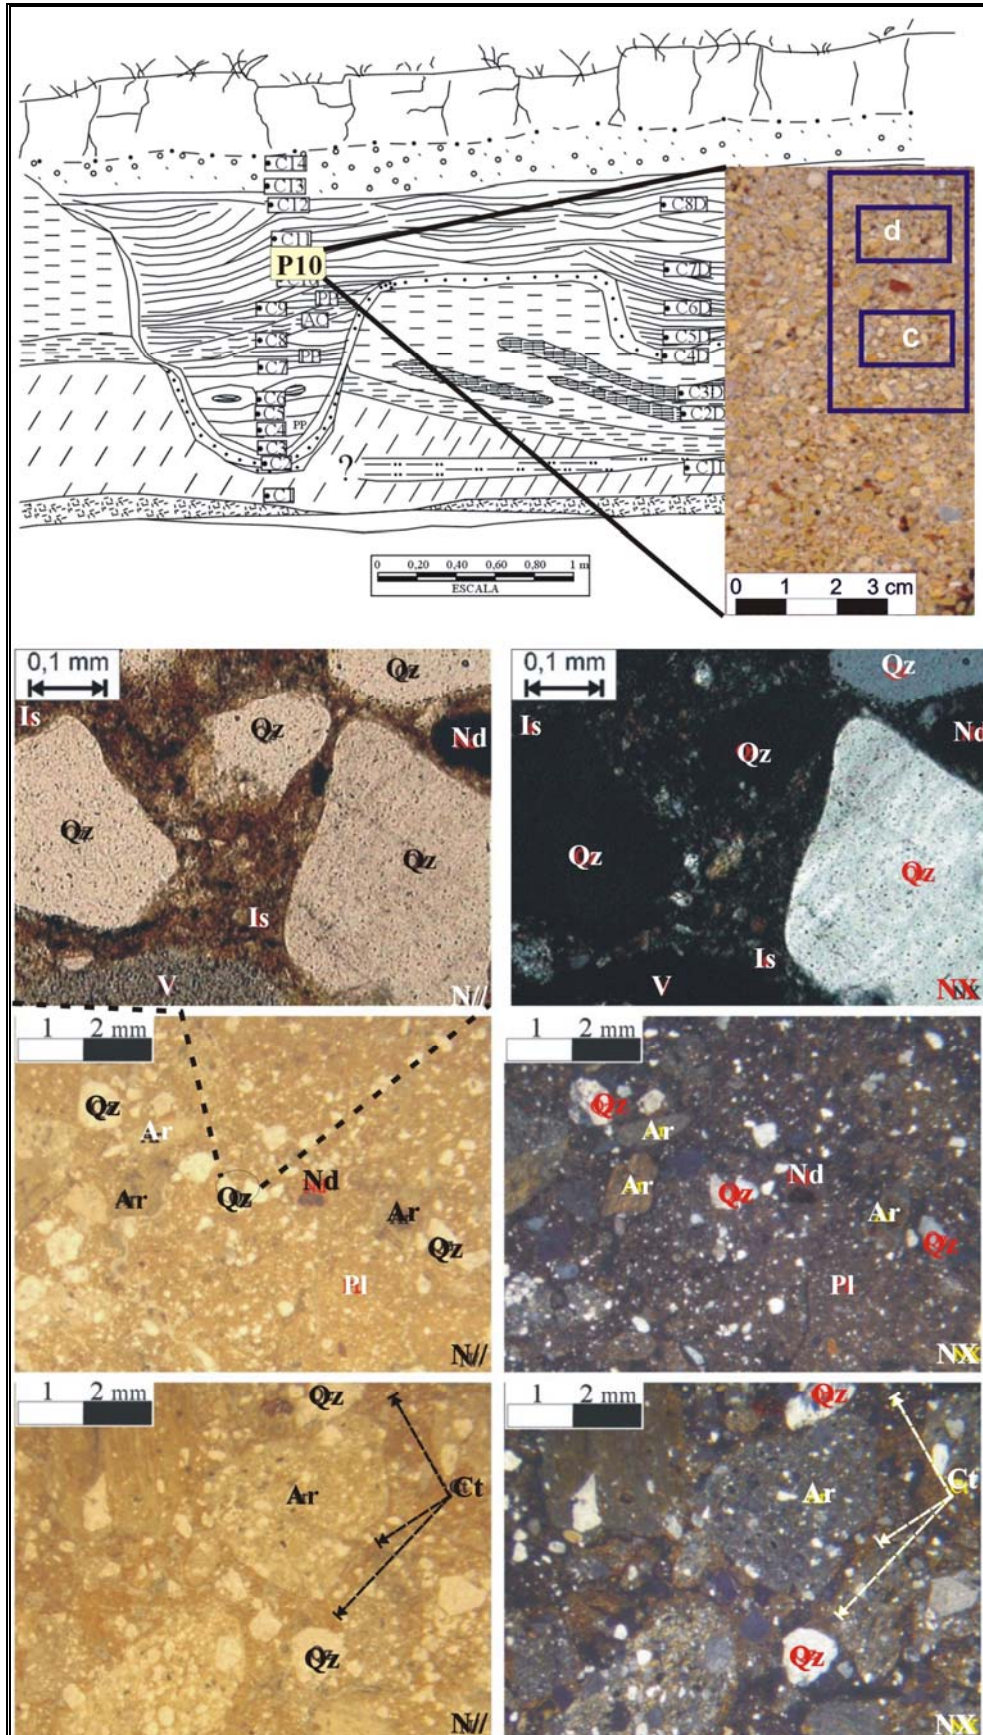 C14
C13
C12
C8D
d
C11
P10
C7D
C10
PD
C9
C6D
AC
c
C8
C5D
C4D
C7
C3D
C6
C2D
C5
C4
PP
?
C1D
C1
0 0,20 0,40 0,60 0,80 1 m
ESCALA
0 1 2 3 cm
0,1 mm
Qz
Is
Qz
Nd
Qz
Qz
Is
V
N//
0,1 mm
Qz
Is
Nd
Qz
Qz
Qz
Is
V
NX
1 2 mm
Qz
Ar
Nd
Ar
Qz
Ar
Qz
Pl
N//
1 2 mm
Qz
Ar
Nd
Ar
Qz
Ar
Qz
Pl
NX
1 2 mm
Qz
Ct
Ar
Qz
N//
1 2 mm
Qz
Ct
Ar
Qz
NX